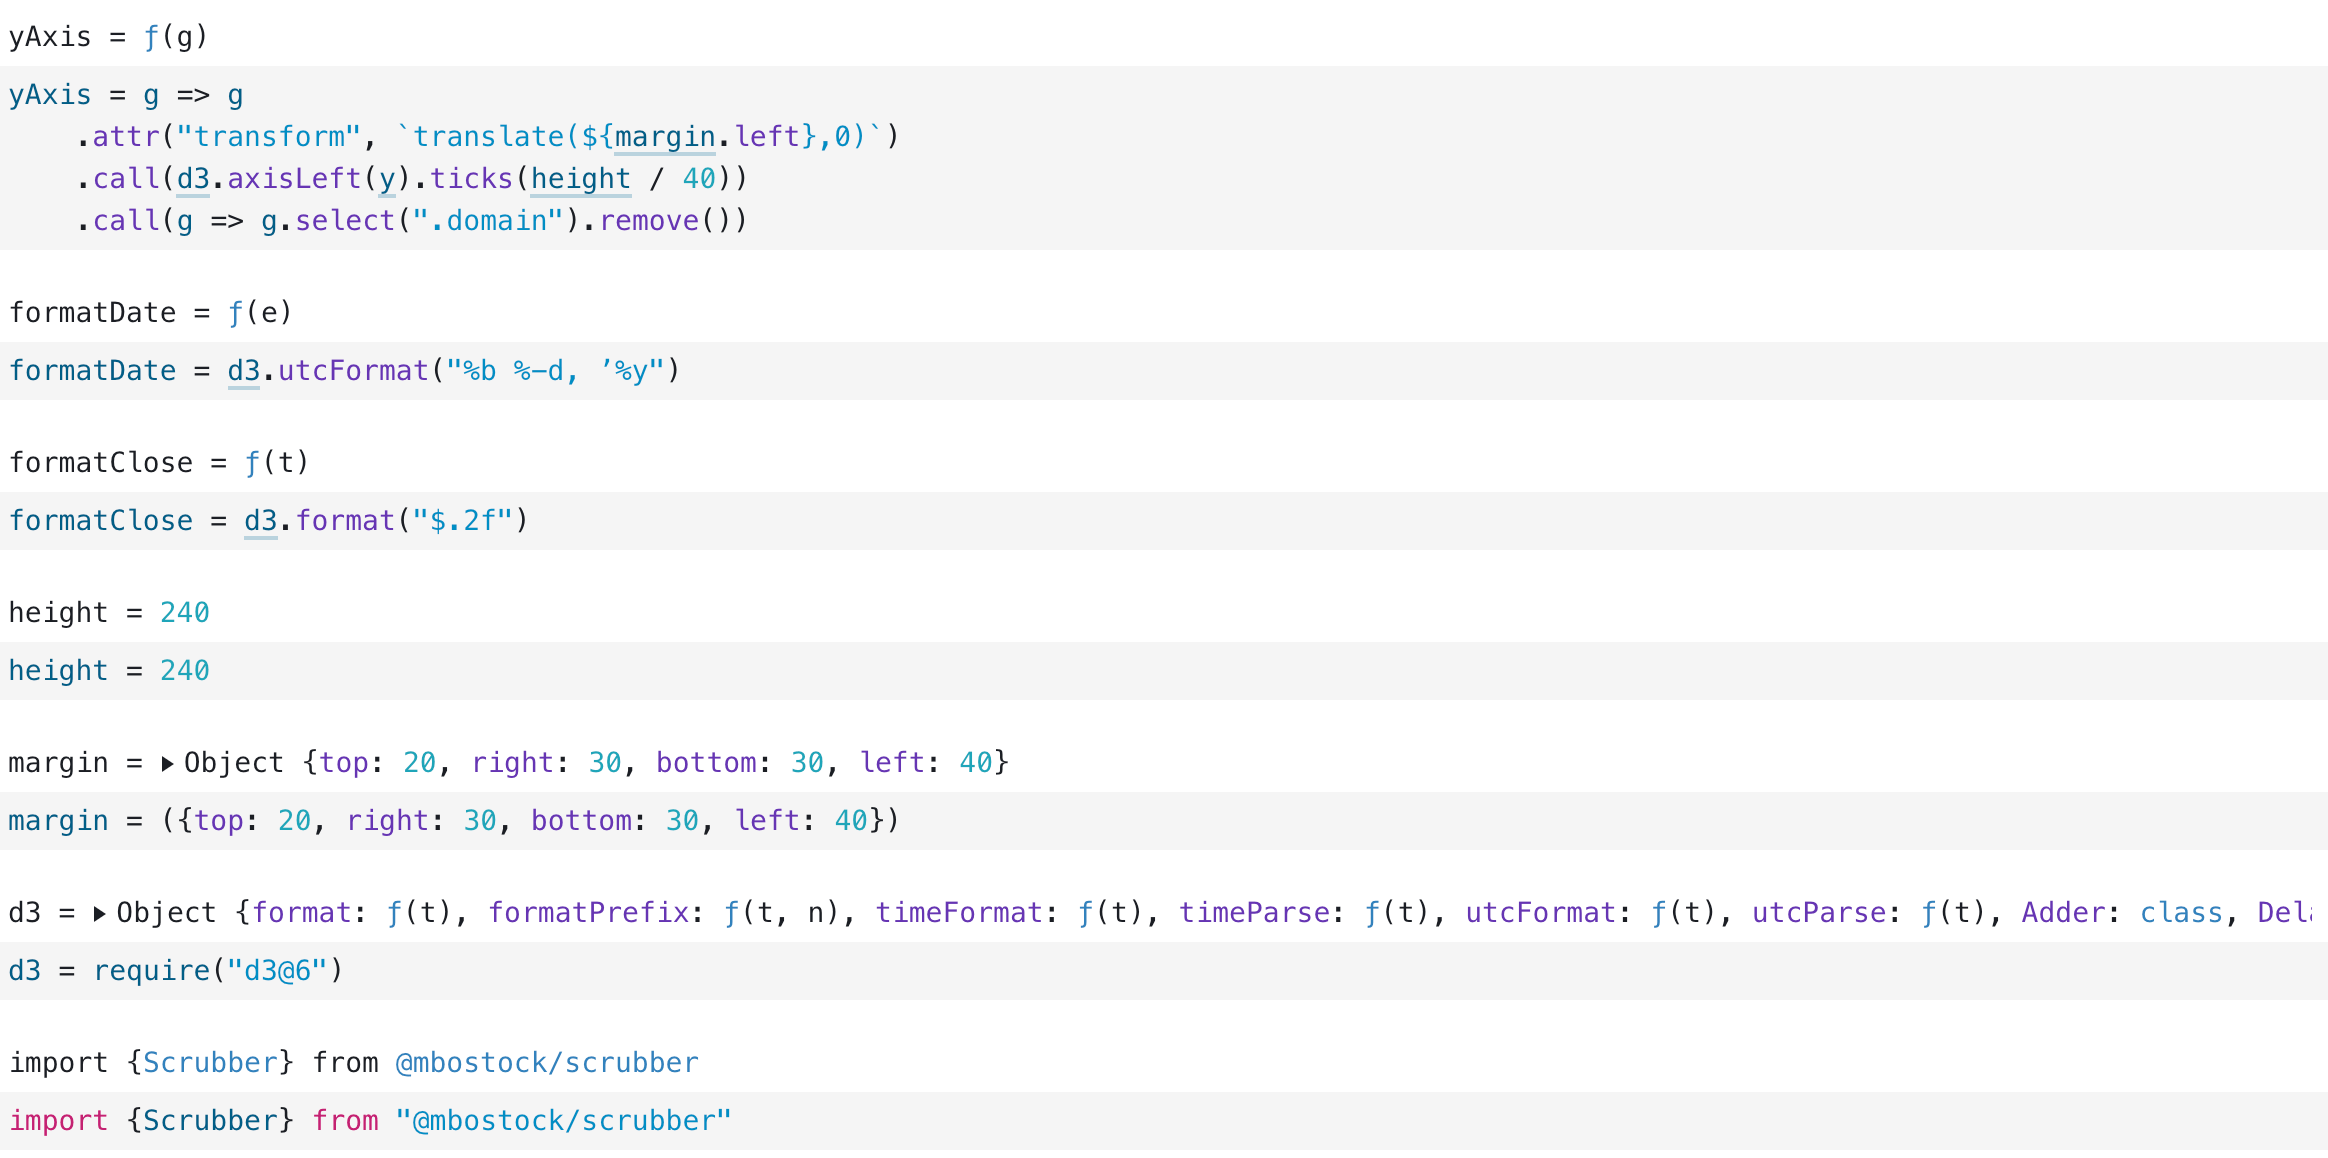 yAxis = ƒ(g)
yAxis = g => g
    .attr("transform", `translate(${margin.left},0)`)
    .call(d3.axisLeft(y).ticks(height / 40))
    .call(g => g.select(".domain").remove())
formatDate = ƒ(e)
formatDate = d3.utcFormat("%b %-d, ’%y")
formatClose = ƒ(t)
formatClose = d3.format("$.2f")
height = 240
height = 240
margin = ▶Object {top: 20, right: 30, bottom: 30, left: 40}
margin = ({top: 20, right: 30, bottom: 30, left: 40})
d3 = ▶Object {format: ƒ(t), formatPrefix: ƒ(t, n), timeFormat: ƒ(t), timeParse: ƒ(t), utcFormat: ƒ(t), utcParse: ƒ(t), Adder: class,
d3 = require("d3@6")
import {Scrubber} from @mbostock/scrubber
import {Scrubber} from "@mbostock/scrubber"